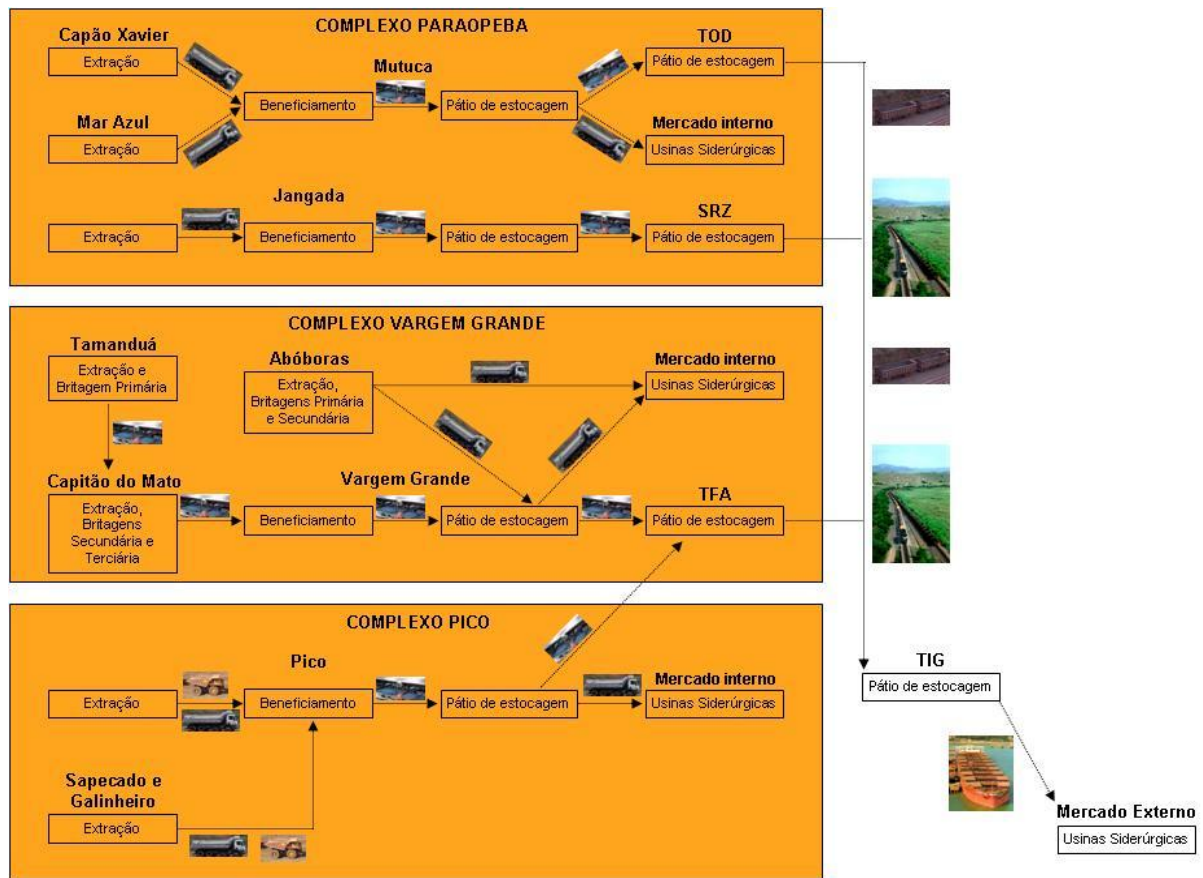 COMPLEXO PARAOPEBA
Capão Xavier
Extração
Mar Azul
Extração
Beneficiamento
Mutuca
Pátio de estocagem
TOD
Pátio de estocagem
Mercado interno
Usinas Siderúrgicas
Jangada
Extração
Beneficiamento
Pátio de estocagem
SRZ
Pátio de estocagem
COMPLEXO VARGEM GRANDE
Tamanduá
Extração e
Britagem Primária
Abóboras
Extração,
Britagens Primária
e Secundária
Mercado interno
Usinas Siderúrgicas
Capitão do Mato
Extração,
Britagens
Secundária e
Terciária
Vargem Grande
Beneficiamento
Pátio de estocagem
TFA
Pátio de estocagem
COMPLEXO PICO
Pico
Extração
Beneficiamento
Pátio de estocagem
Mercado interno
Usinas Siderúrgicas
Sapecado e
Galinheiro
Extração
TIG
Pátio de estocagem
Mercado Externo
Usinas Siderúrgicas